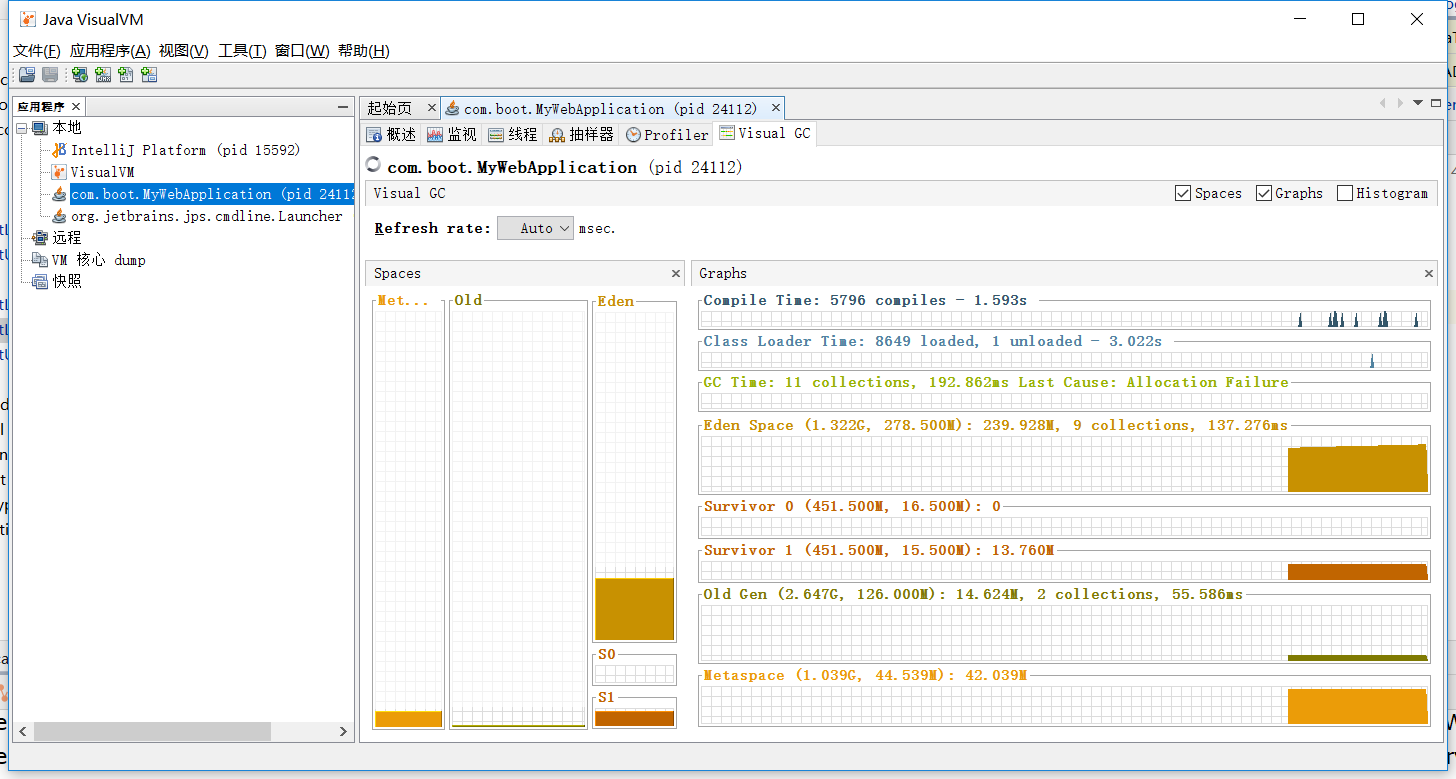 Java VisualVM
文件(F) 应用程序(A) 视图(V) 工具(T) 窗口(W) 帮助(H)
应用程序
本地
IntelliJ Platform (pid 15592)
VisualVM
com.boot.MyWebApplication (pid 24112
org.jetbrains.jps.cmdline.Launcher
远程
VM 核心 dump
快照
起始页 com.boot.MyWebApplication (pid 24112)
概述 监视 线程 抽样器 Profiler Visual GC
com.boot.MyWebApplication (pid 24112)
Visual GC Spaces Graphs Histogram
Refresh rate: Auto msec.
Spaces
Met... Old Eden
S0
S1
Graphs
Compile Time: 5796 compiles - 1.593s
Class Loader Time: 8649 loaded, 1 unloaded - 3.022s
GC Time: 11 collections, 192.862ms Last Cause: Allocation Failure
Eden Space (1.322G, 278.500M): 239.928M, 9 collections, 137.276ms
Survivor 0 (451.500M, 16.500M): 0
Survivor 1 (451.500M, 15.500M): 13.760M
Old Gen (2.647G, 126.000M): 14.624M, 2 collections, 55.586ms
Metaspace (1.039G, 44.539M): 42.039M